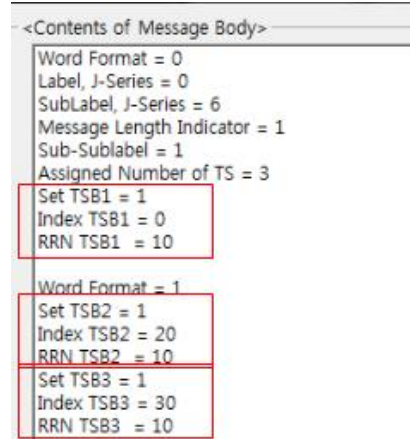 <Contents of Message Body>
Word Format = 0
Label, J-Series = 0
SubLabel, J-Series = 6
Message Length Indicator = 1
Sub-Sublabel = 1
Assigned Number of TS = 3
Set TSB1 = 1
Index TSB1 = 0
RRN TSB1 = 10
Word Format = 1
Set TSB2 = 1
Index TSB2 = 20
RRN TSB2 = 10
Set TSB3 = 1
Index TSB3 = 30
RRN TSB3 = 10